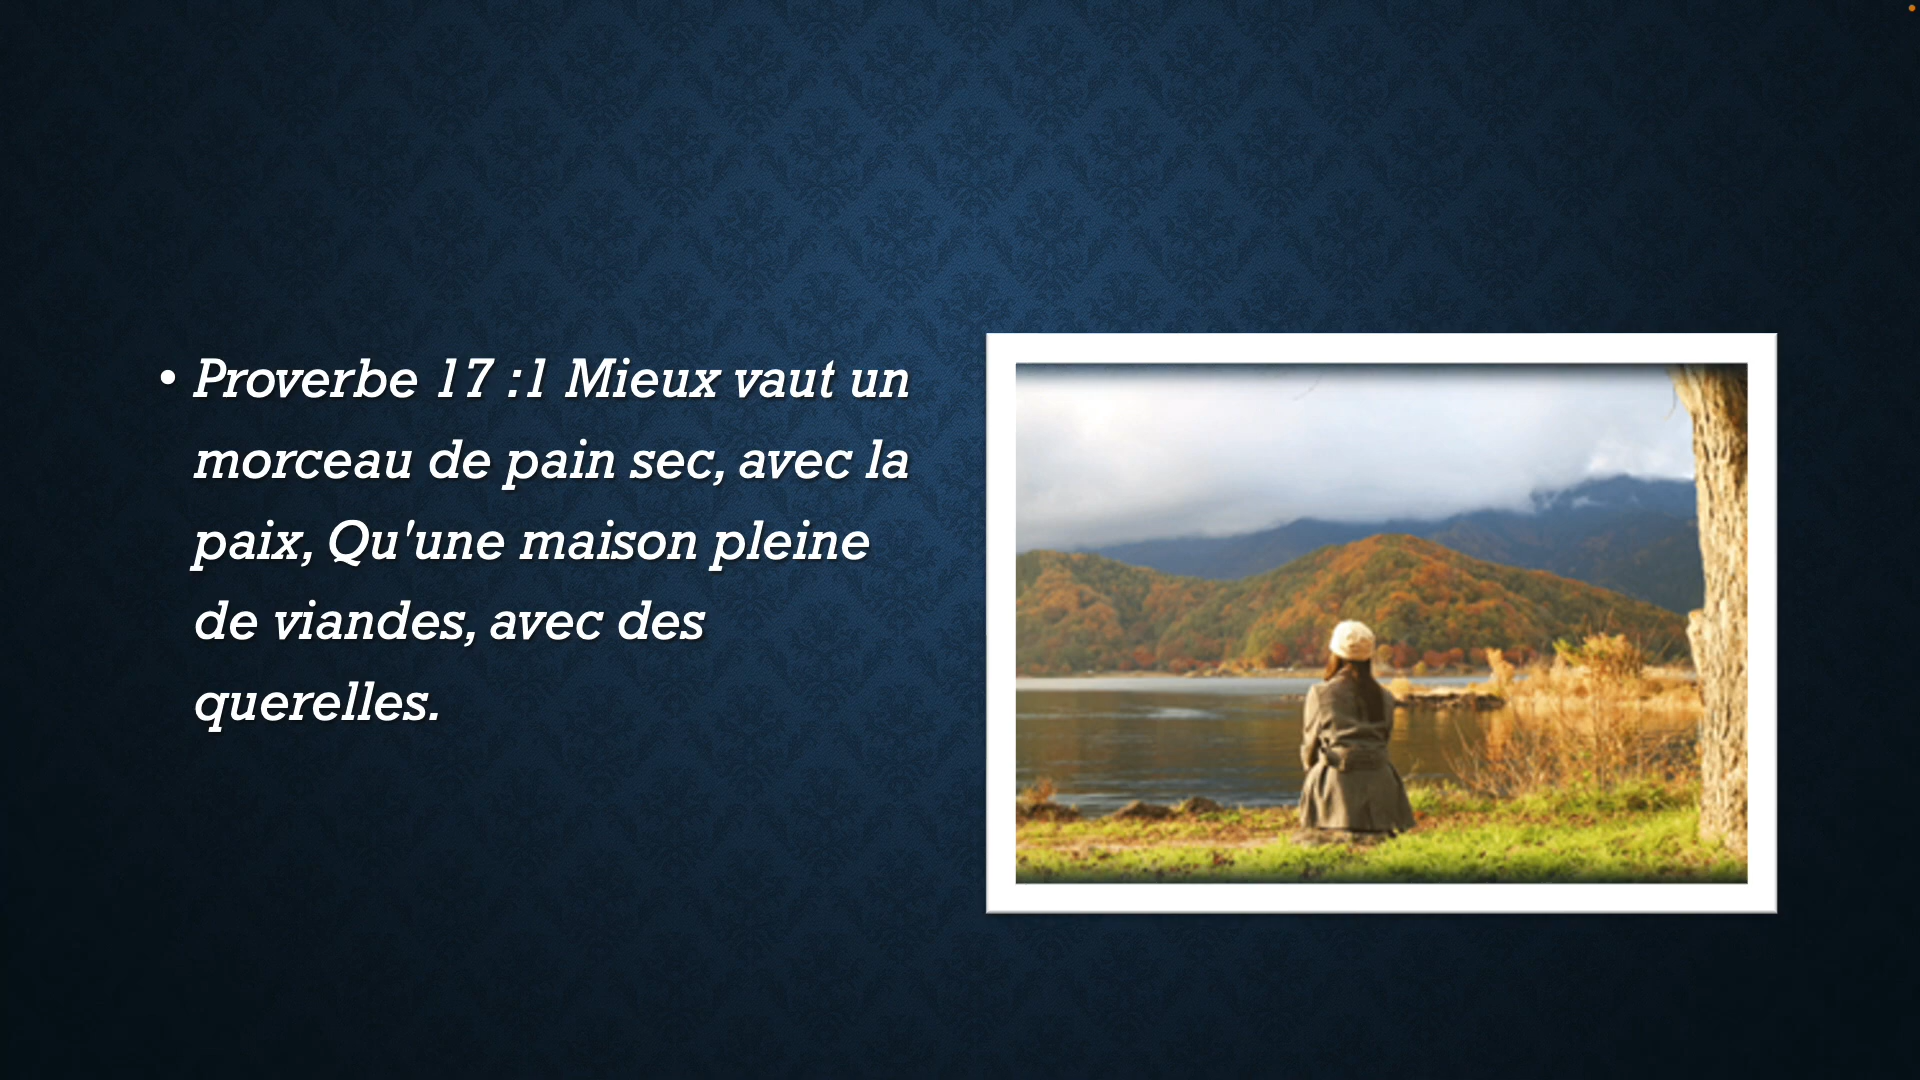 • Proverbe 17 :1 Mieux vaut un
morceau de pain sec, avec la
paix, Qu'une maison pleine
de viandes, avec des
querelles.